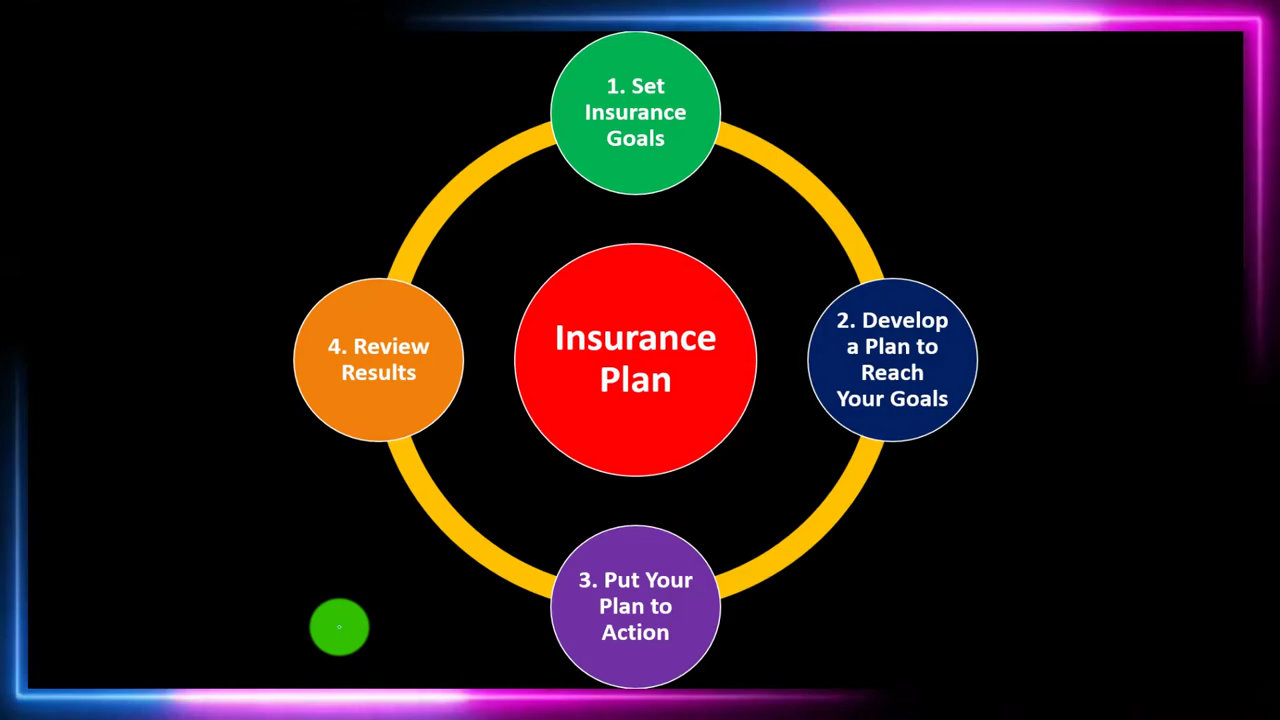 1. Set
Insurance
Goals
Insurance
Plan
2. Develop
a Plan to
Reach
Your Goals
3. Put Your
Plan to
Action
4. Review
Results